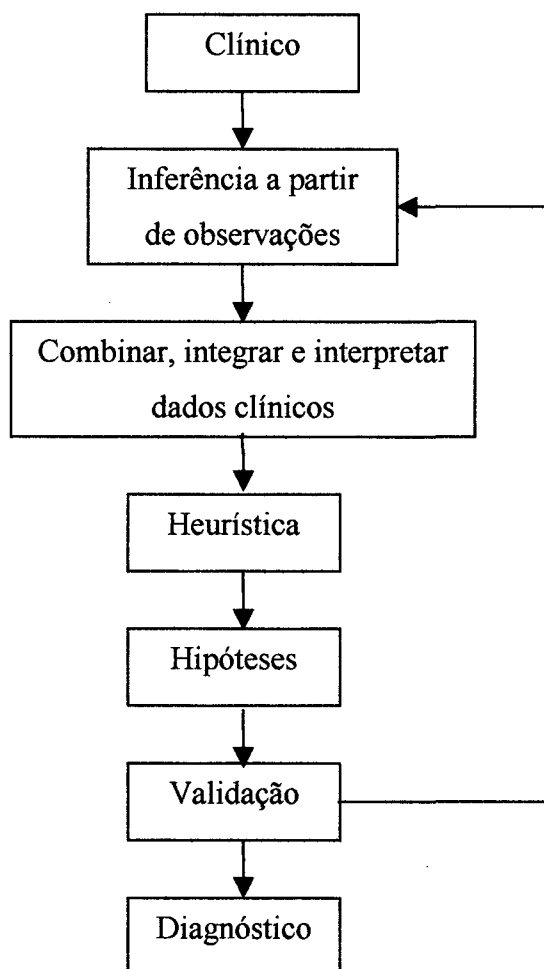 Clínico
Inferência a partir
de observações
Combinar, integrar e interpretar
dados clínicos
Heurística
Hipóteses
Validação
Diagnóstico